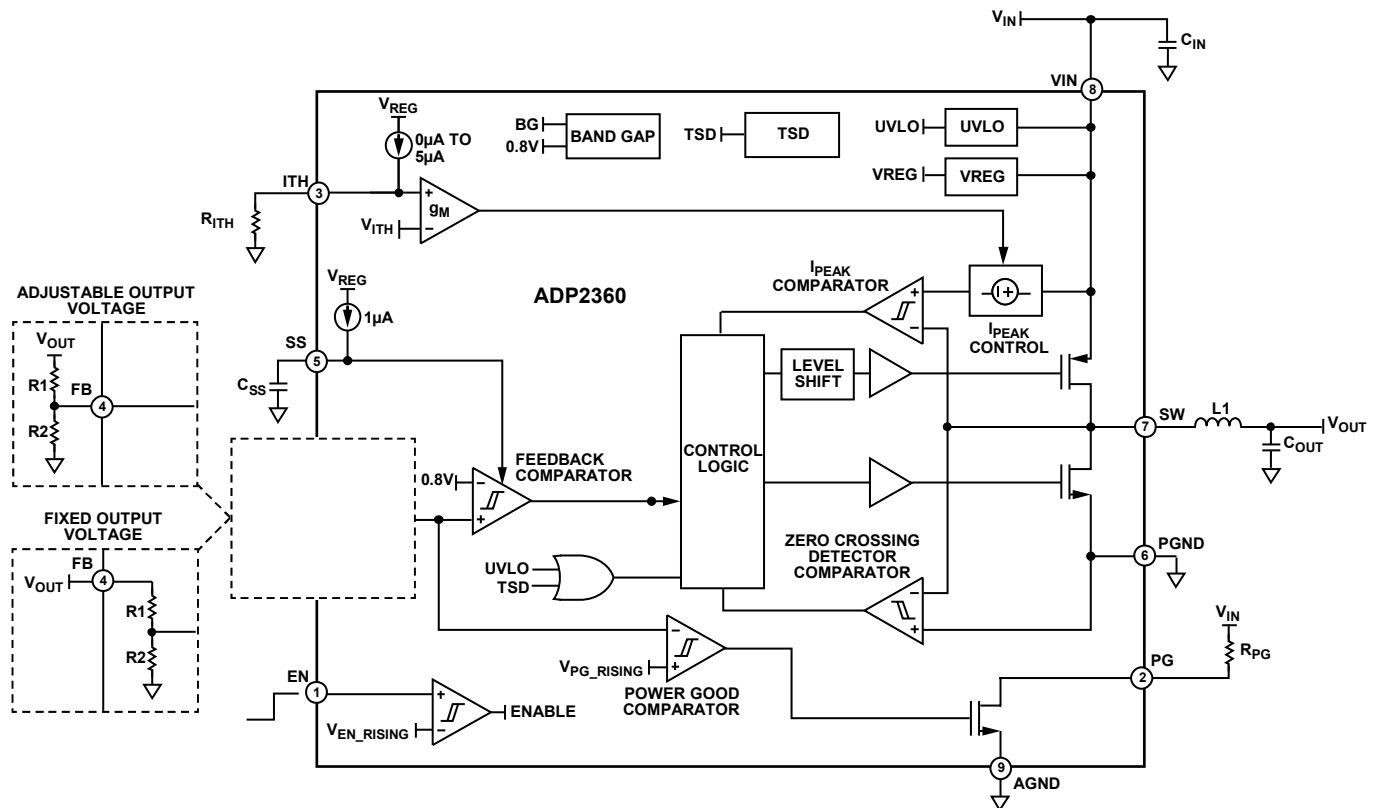 VIN
CIN
VIN
8
VREG
0µA TO
5µA
BG
0.8V
BAND GAP
TSD
TSD
UVLO
UVLO
VREG
VREG
ITH
3
RITH
+
gM
VITH
−
IPEAK
COMPARATOR
+
−
I+
IPEAK
CONTROL
ADP2360
VREG
1µA
SS
5
CSS
ADJUSTABLE OUTPUT
VOLTAGE
VOUT
R1
FB
4
R2
LEVEL
SHIFT
CONTROL
LOGIC
SW
7
L1
VOUT
COUT
FEEDBACK
COMPARATOR
0.8V
−
+
FIXED OUTPUT
VOLTAGE
FB
VOUT
4
R1
R2
UVLO
TSD
ZERO CROSSING
DETECTOR
COMPARATOR
−
+
PGND
6
VIN
RPG
PG
2
−
VPG_RISING
+
POWER GOOD
COMPARATOR
EN
1
+
VEN_RISING
−
ENABLE
9
AGND